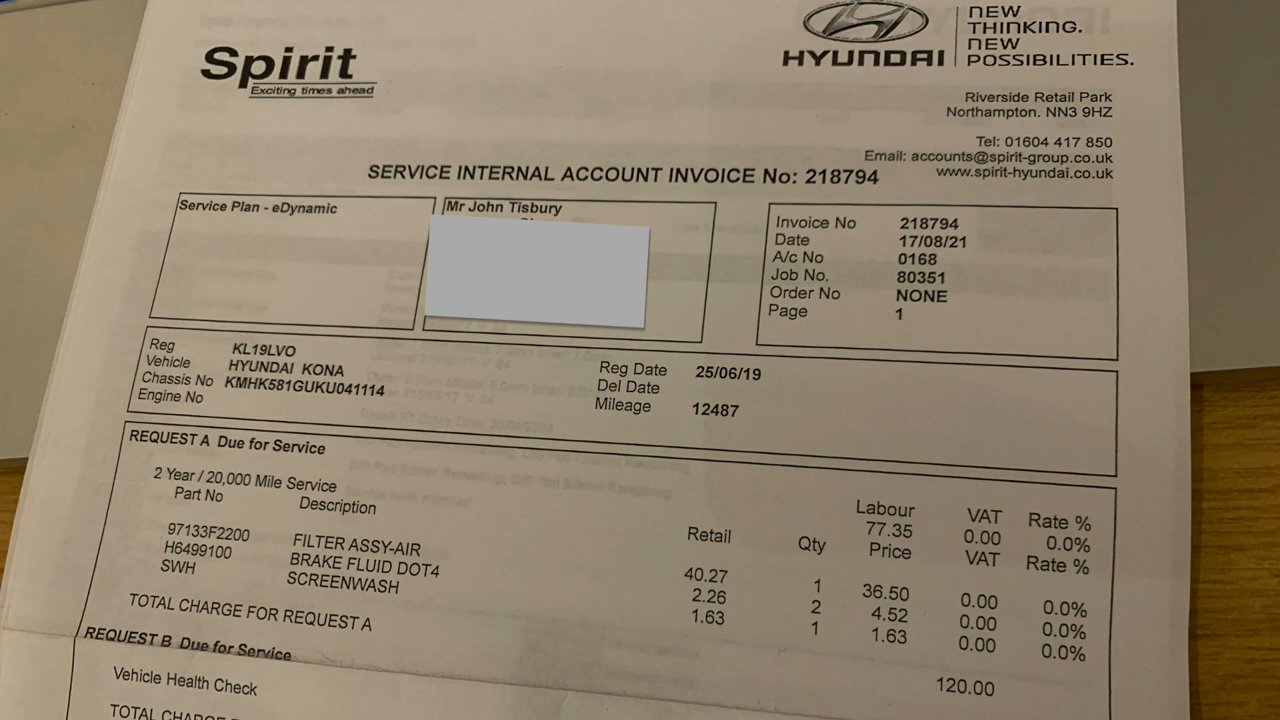 Spirit
Exciting times ahead
HYUNDAI
NEW
THINKING.
NEW
POSSIBILITIES.
Riverside Retail Park
Northampton. NN3 9HZ
Tel: 01604 417 850
Email: accounts@spirit-group.co.uk
www.spirit-hyundai.co.uk
SERVICE INTERNAL ACCOUNT INVOICE No: 218794
Service Plan - eDynamic
Mr John Tisbury
Invoice No 218794
Date 17/08/21
A/c No 0168
Job No. 80351
Order No NONE
Page 1
Reg KL19LVO
Vehicle HYUNDAI KONA
Chassis No KMHK581GUKU041114
Engine No
Reg Date 25/06/19
Del Date
Mileage 12487
REQUEST A Due for Service
2 Year / 20,000 Mile Service
Labour VAT Rate %
77.35 0.00 0.0%
Part No Description Retail Qty Price VAT Rate %
97133F2200 FILTER ASSY-AIR 40.27 1 36.50 0.00 0.0%
H6499100 BRAKE FLUID DOT4 2.26 2 4.52 0.00 0.0%
SWH SCREENWASH 1.63 1 1.63 0.00 0.0%
TOTAL CHARGE FOR REQUEST A 120.00
REQUEST B Due for Service
Vehicle Health Check
TOTAL